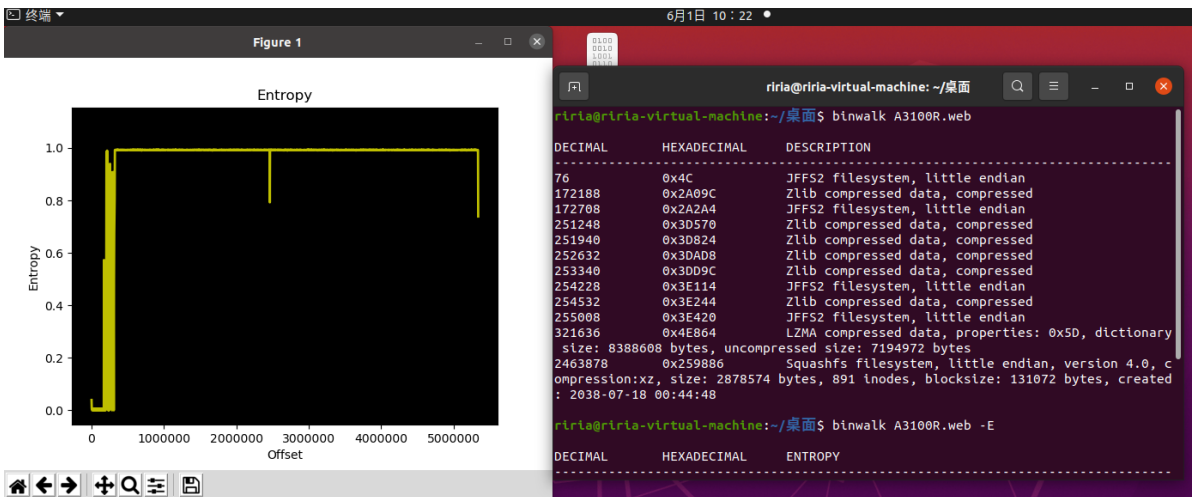 终端
6月1日 10：22
Figure 1
Entropy
1.0
0.8
0.6
0.4
0.2
0.0
Entropy
0 1000000 2000000 3000000 4000000 5000000
Offset
0100
0010
1001
0110
riria@riria-virtual-machine: ~/桌面
riria@riria-virtual-machine:~/桌面$ binwalk A3100R.web
DECIMAL HEXADECIMAL DESCRIPTION
--------------------------------------------------------------------------------
76 0x4C JFFS2 filesystem, little endian
172188 0x2A09C Zlib compressed data, compressed
172708 0x2A2A4 JFFS2 filesystem, little endian
251248 0x3D570 Zlib compressed data, compressed
251940 0x3D824 Zlib compressed data, compressed
252632 0x3DAD8 Zlib compressed data, compressed
253340 0x3DD9C Zlib compressed data, compressed
254228 0x3E114 JFFS2 filesystem, little endian
254532 0x3E244 Zlib compressed data, compressed
255008 0x3E420 JFFS2 filesystem, little endian
321636 0x4E864 LZMA compressed data, properties: 0x5D, dictionary
size: 8388608 bytes, uncompressed size: 7194972 bytes
2463878 0x259886 Squashfs filesystem, little endian, version 4.0, c
ompression:xz, size: 2878574 bytes, 891 inodes, blocksize: 131072 bytes, created
: 2038-07-18 00:44:48
riria@riria-virtual-machine:~/桌面$ binwalk A3100R.web -E
DECIMAL HEXADECIMAL ENTROPY
--------------------------------------------------------------------------------